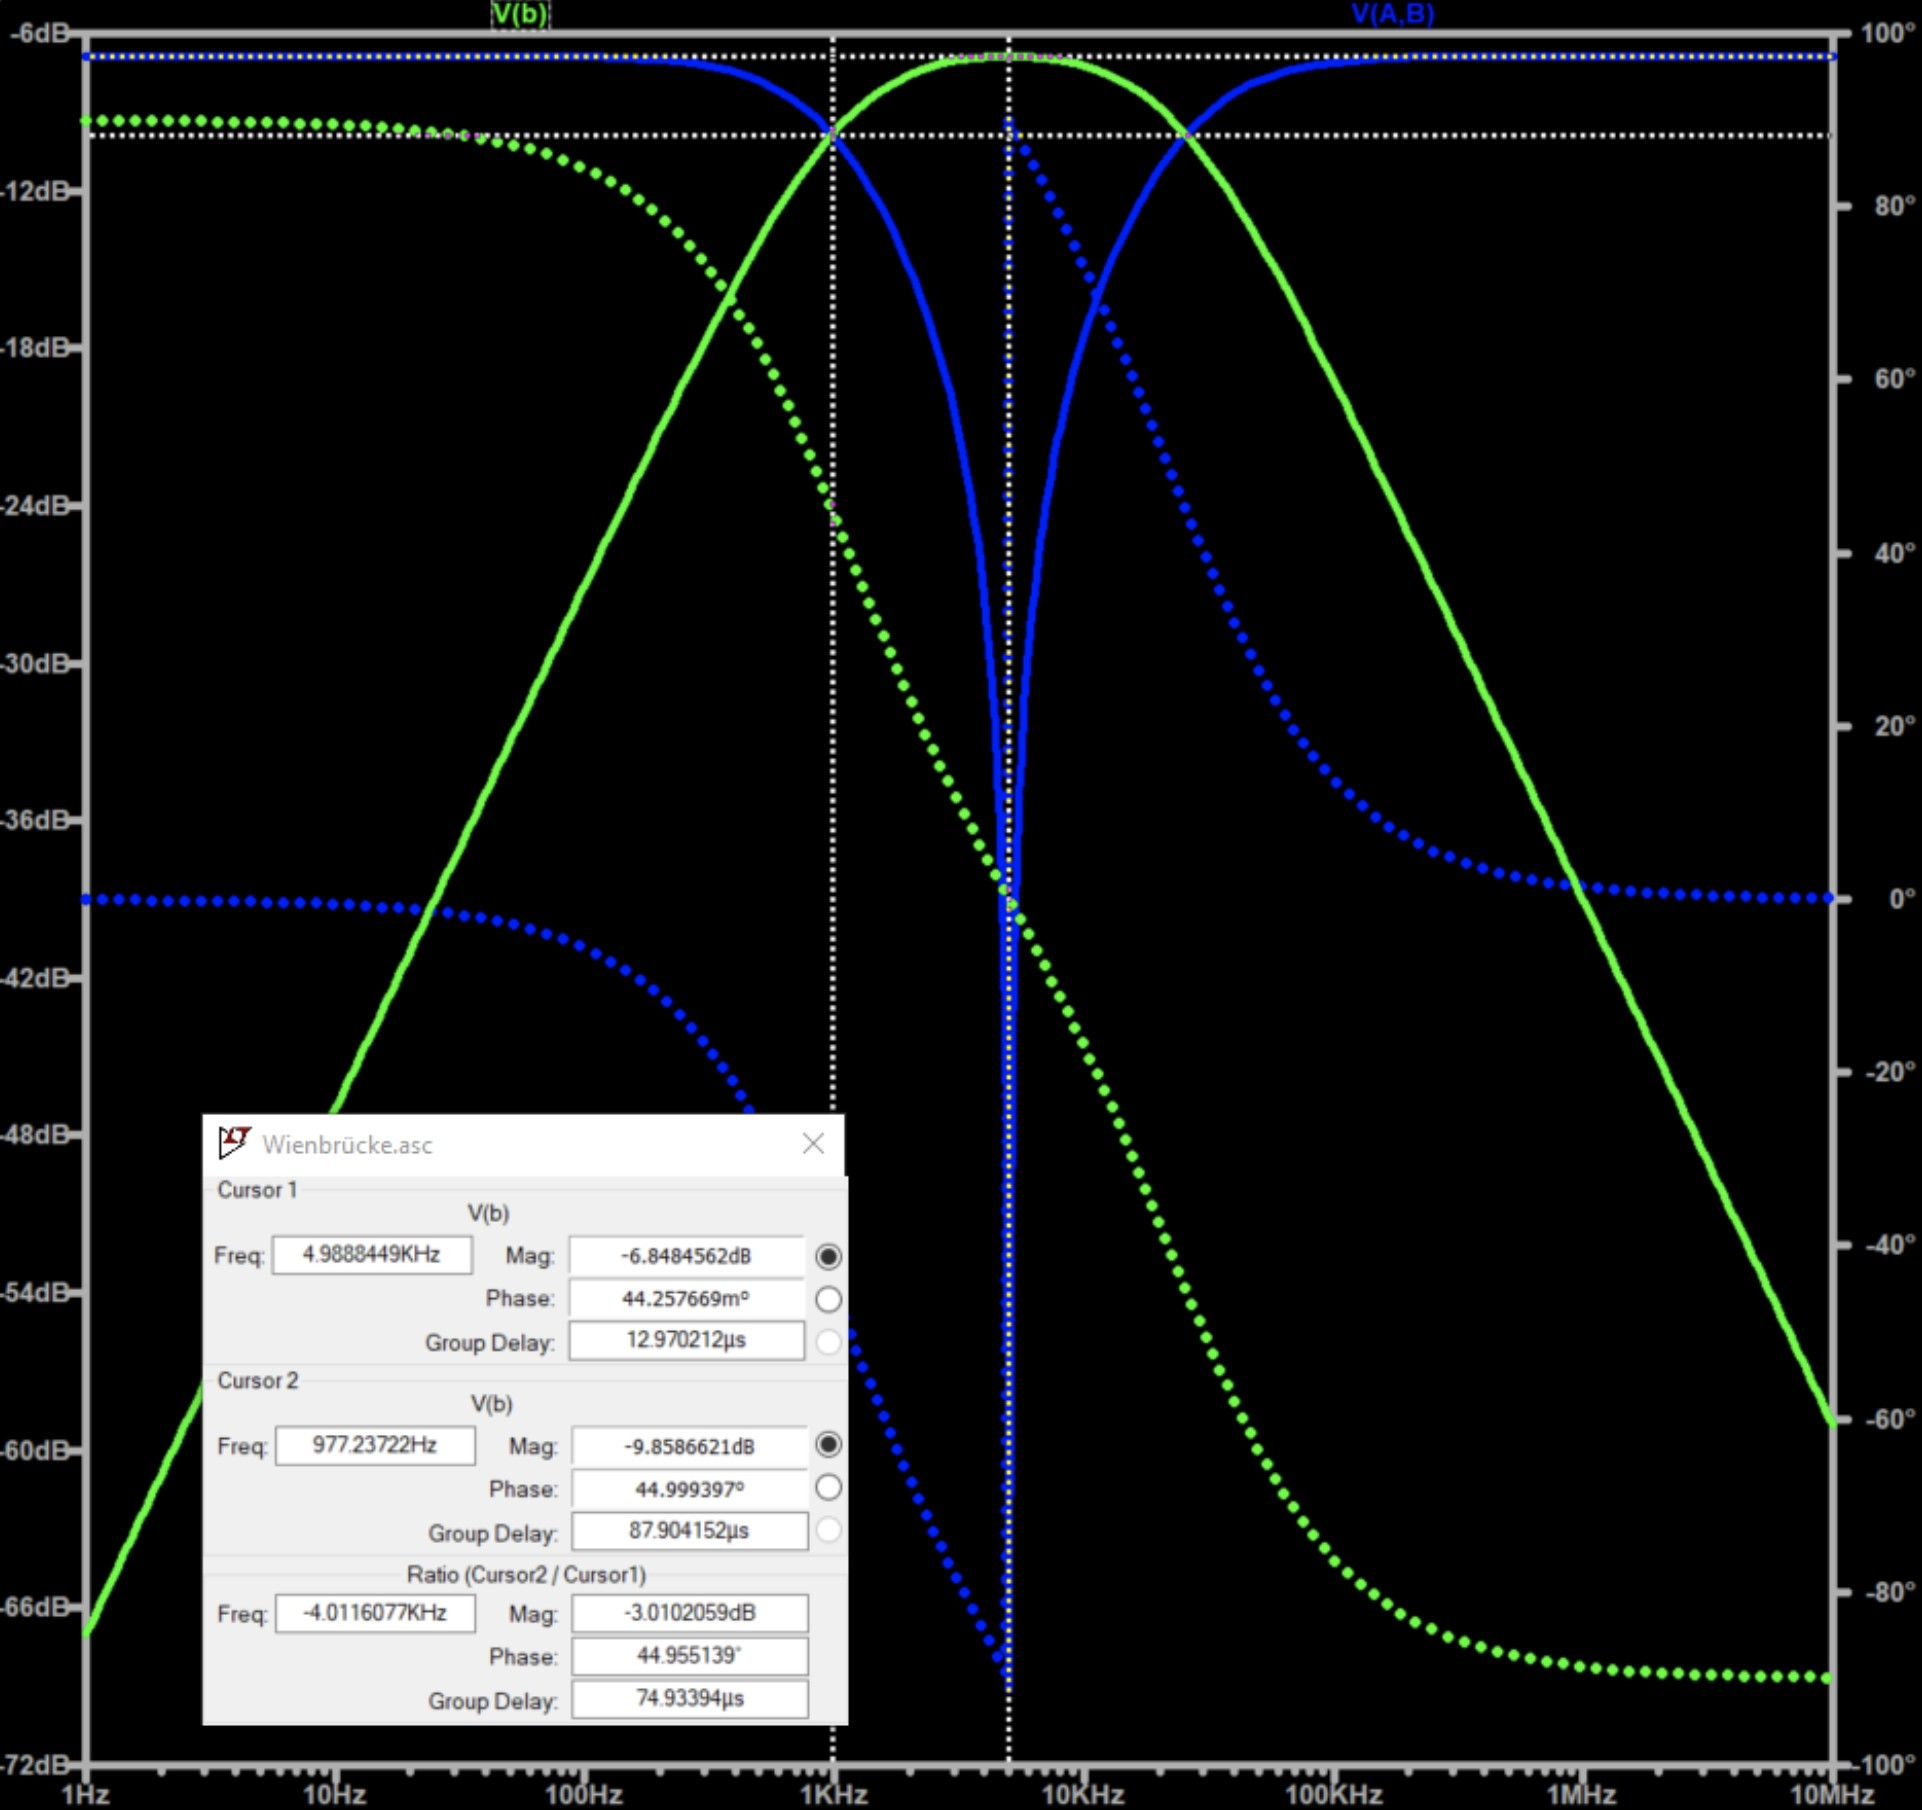 V(b) V(A,B)
-6dB 100°
-12dB 80°
-18dB 60°
-24dB 40°
-30dB 20°
-36dB 0°
-42dB -20°
-48dB -40°
-54dB -60°
-60dB -80°
-66dB -100°
-72dB
Wienbrücke.asc
Cursor 1
V(b)
Freq: 4.9888449KHz Mag: -6.8484562dB
Phase: 44.257669m°
Group Delay: 12.970212µs
Cursor 2
V(b)
Freq: 977.23722Hz Mag: -9.8586621dB
Phase: 44.999397°
Group Delay: 87.904152µs
Ratio (Cursor2 / Cursor1)
Freq: -4.0116077KHz Mag: -3.0102059dB
Phase: 44.955139°
Group Delay: 74.93394µs
1Hz 10Hz 100Hz 1KHz 10KHz 100KHz 1MHz 10MHz